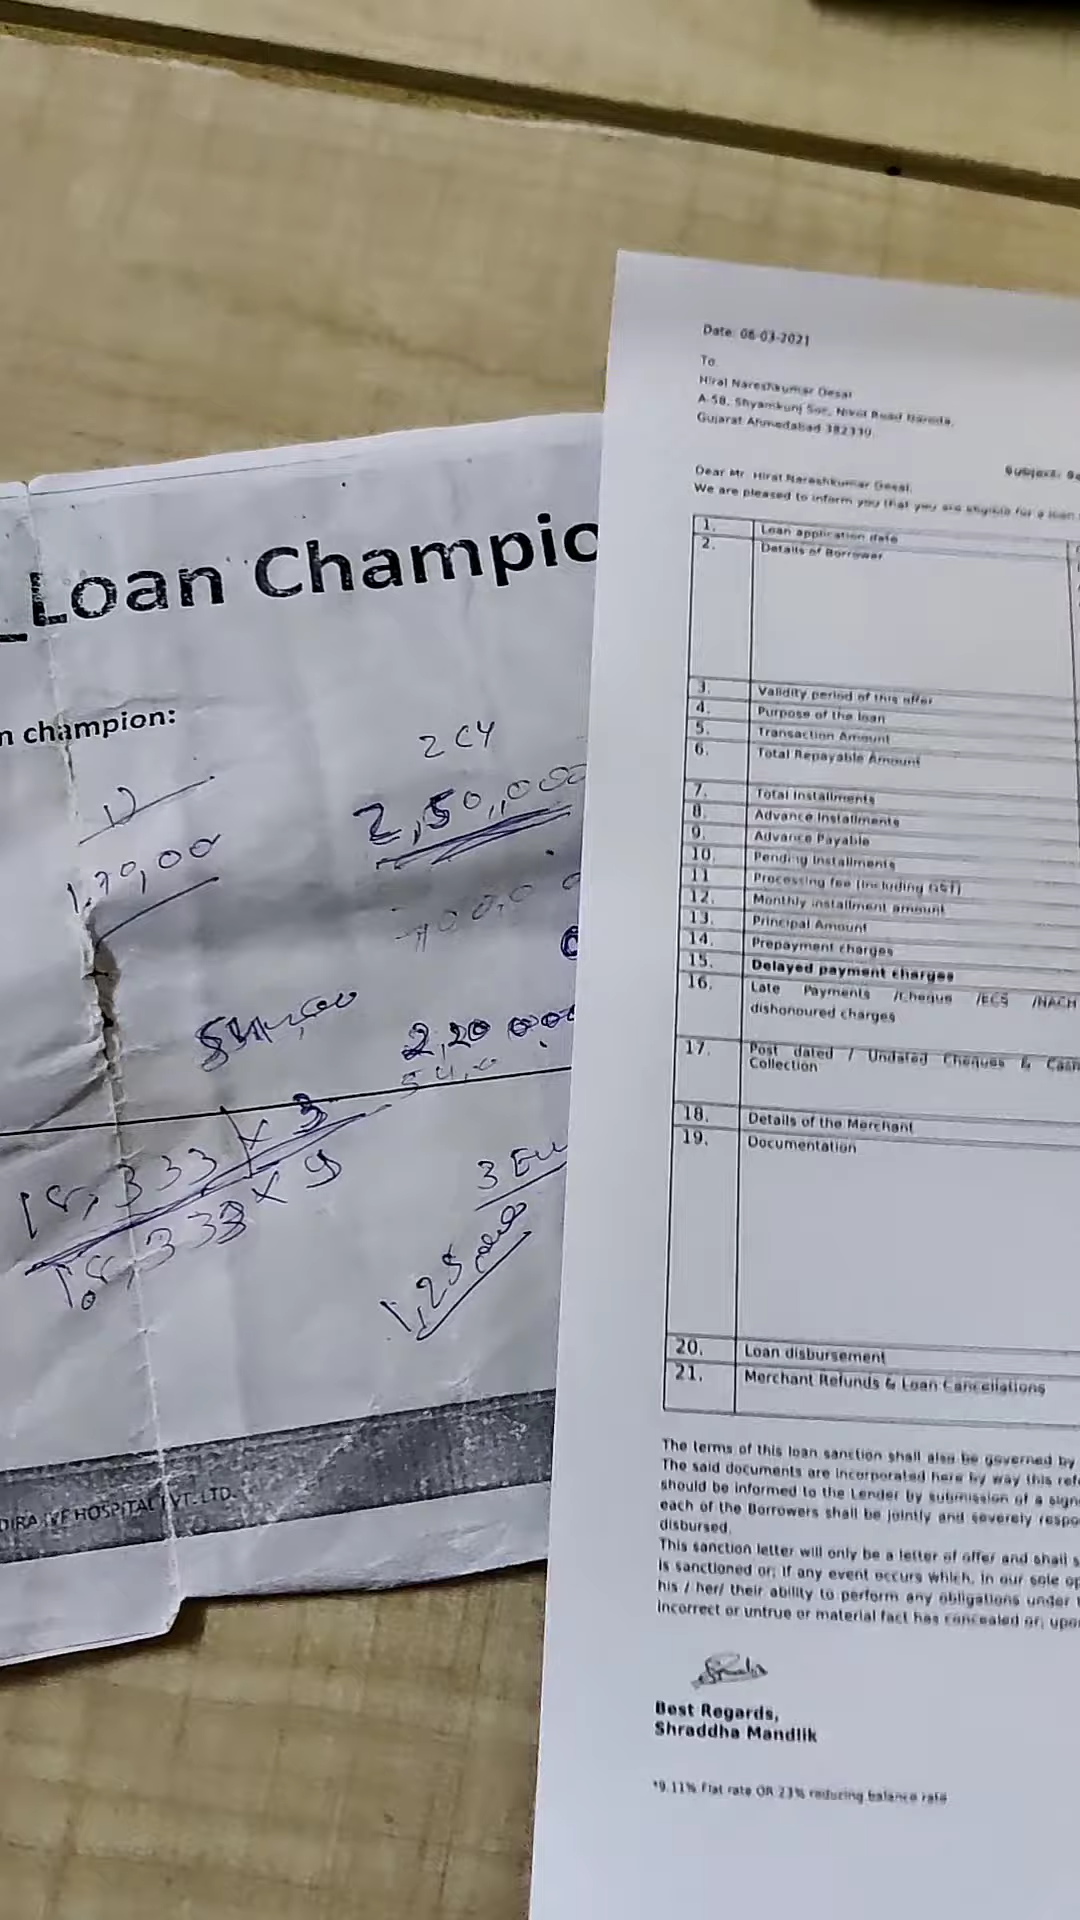 _Loan Champio
n champion:
12
1,70,00
2 CY
2,50,000
2,20 000
18,333 x 3
18,333 x 9
3 EM
1,25,000
DIRA IVF HOSPITAL PVT. LTD.
Date: 06-03-2021
To
Hiral Nareshkumar Desai
A-58, Shyamkunj Soc, Nikol Road Naroda,
Gujarat Ahmedabad 382330
Subject: Sa
Dear Mr. Hiral Nareshkumar Desai,
We are pleased to inform you that you are eligible for a loan
1. Loan application date
2. Details of Borrower
3. Validity period of this offer
4. Purpose of the loan
5. Transaction Amount
6. Total Repayable Amount
7. Total Installments
8. Advance Installments
9. Advance Payable
10. Pending Installments
11 Processing fee (Including GST)
12. Monthly installment amount
13. Principal Amount
14. Prepayment charges
15. Delayed payment charges
16. Late Payments /Cheque /ECS /NACH
dishonoured charges
17. Post dated / Undated Cheques & Cash
Collection
18. Details of the Merchant
19. Documentation
20. Loan disbursement
21. Merchant Refunds & Loan Cancellations
The terms of this loan sanction shall also be governed by
The said documents are incorporated here by way this refe
should be informed to the Lender by submission of a signe
each of the Borrowers shall be jointly and severely respo
disbursed.
This sanction letter will only be a letter of offer and shall s
is sanctioned or; if any event occurs which, in our sole op
his / her/ their ability to perform any obligations under t
incorrect or untrue or material fact has concealed or; upo
Best Regards,
Shraddha Mandlik
*9.11% Flat rate OR 23% reducing balance rate